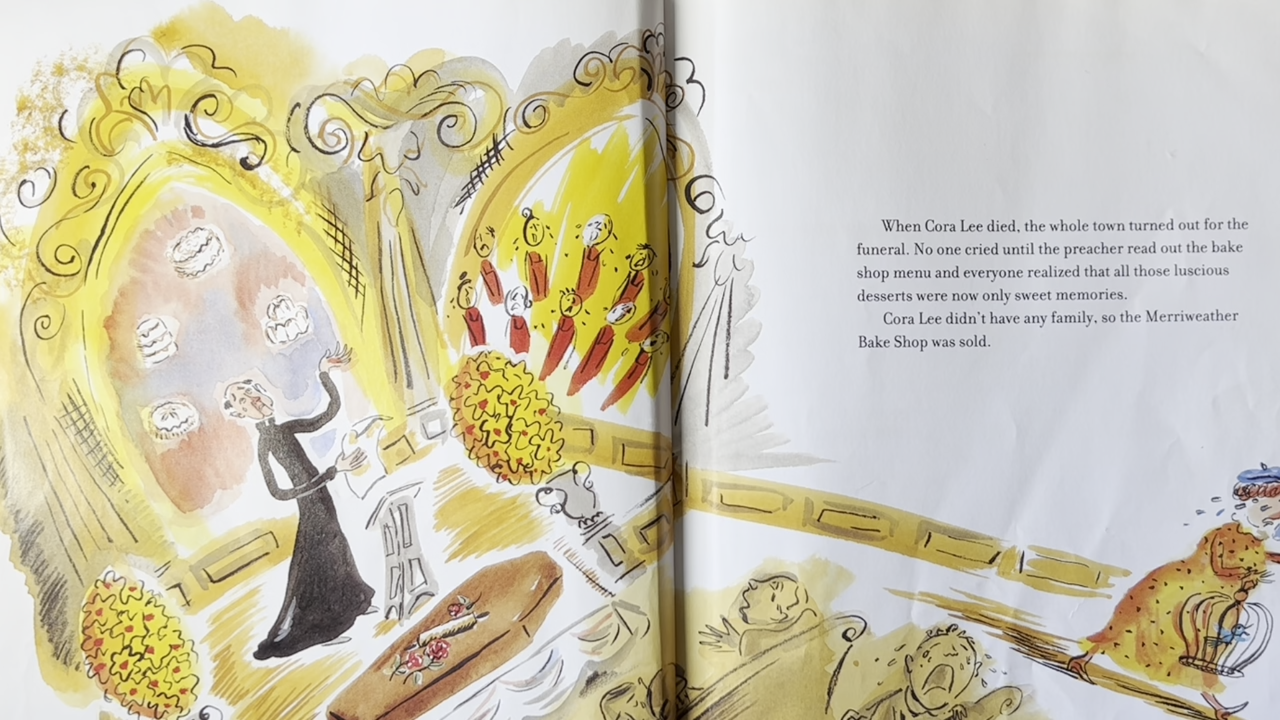 When Cora Lee died, the whole town turned out for the
funeral. No one cried until the preacher read out the bake
shop menu and everyone realized that all those luscious
desserts were now only sweet memories.
Cora Lee didn't have any family, so the Merriweather
Bake Shop was sold.